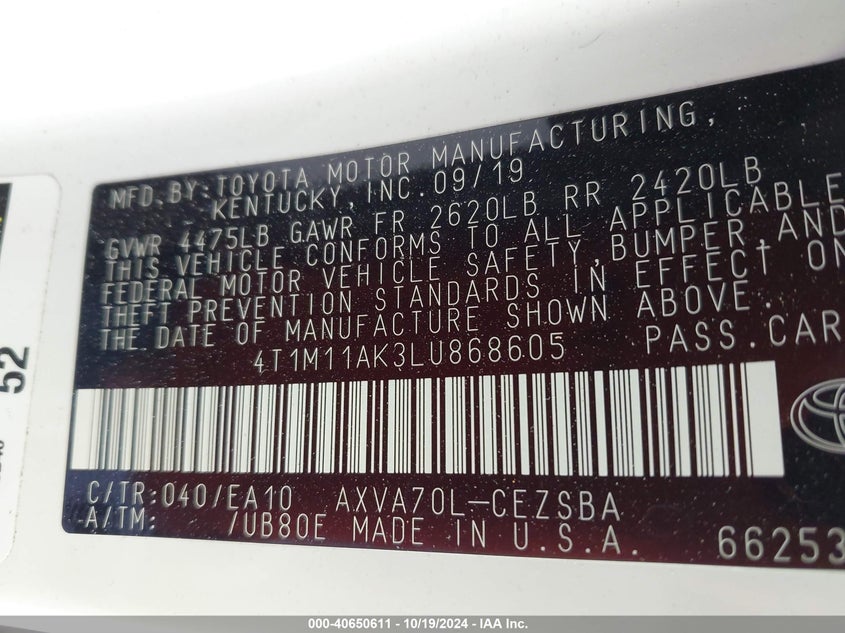 MFD.BY:TOYOTA MOTOR MANUFACTURING,
KENTUCKY,INC.09/19
GVWR 4475LB GAWR FR 2620LB RR 2420LB
THIS VEHICLE CONFORMS TO ALL APPLICABLE
FEDERAL MOTOR VEHICLE SAFETY,BUMPER,AND
THEFT PREVENTION STANDARDS IN EFFECT ON
THE DATE OF MANUFACTURE SHOWN ABOVE.
4T1M11AK3LU868605 PASS.CAR
C/TR:040/EA10 AXVA70L-CEZSBA
A/TM: /UB80E MADE IN U.S.A. 66253
52
000-40650611 - 10/19/2024 - IAA Inc.